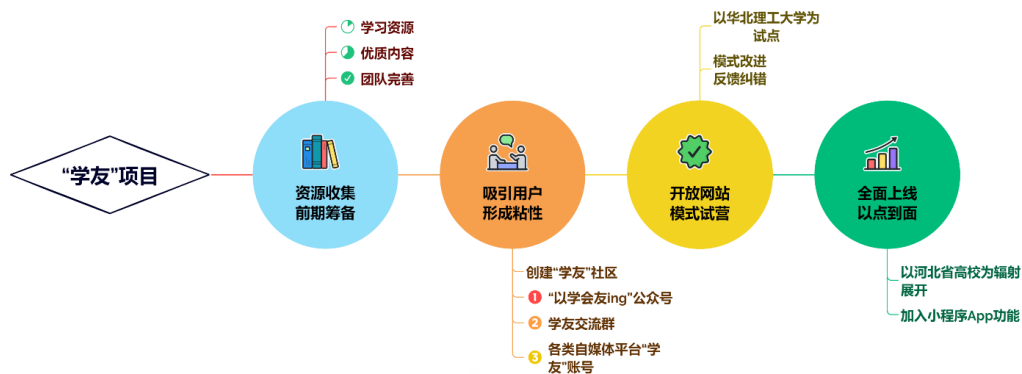 “学友”项目
学习资源
优质内容
团队完善
资源收集
前期筹备
吸引用户
形成粘性
创建“学友”社区
1 “以学会友ing”公众号
2 学友交流群
3 各类自媒体平台“学
友”账号
以华北理工大学为
试点
模式改进
反馈纠错
开放网站
模式试营
全面上线
以点到面
以河北省高校为辐射
展开
加入小程序App功能